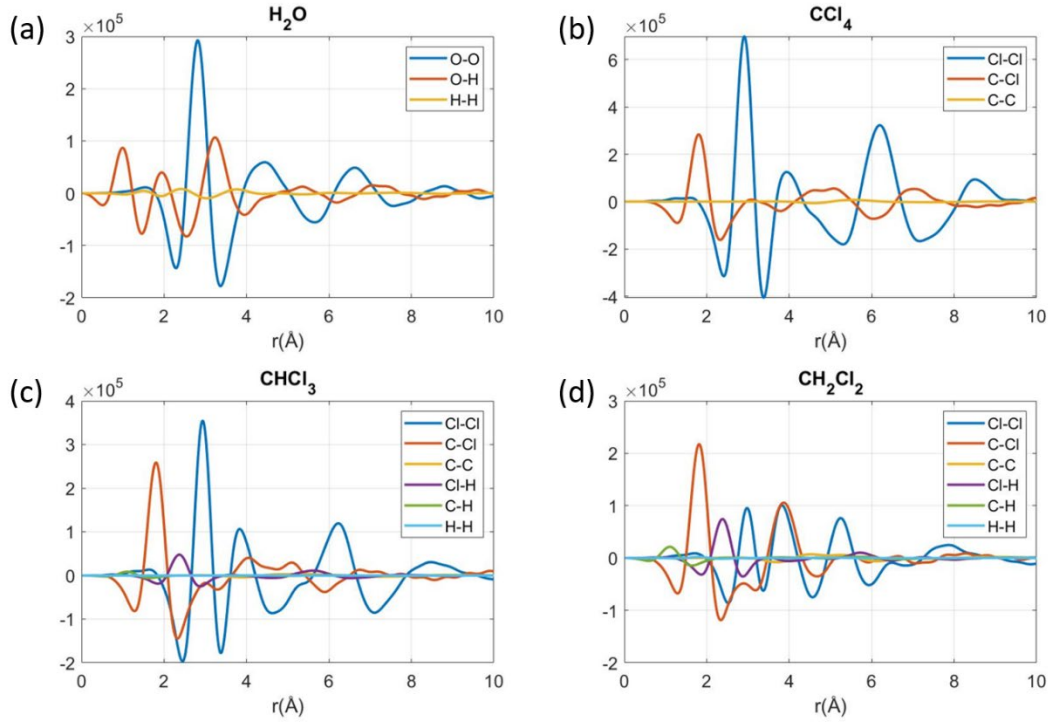 (a)
H2O
×10^5
3
2
1
0
-1
-2
0 2 4 6 8 10
r(Å)
O-O
O-H
H-H
(b)
CCl4
×10^5
6
4
2
0
-2
-4
0 2 4 6 8 10
r(Å)
Cl-Cl
C-Cl
C-C
(c)
CHCl3
×10^5
4
3
2
1
0
-1
-2
0 2 4 6 8 10
r(Å)
Cl-Cl
C-Cl
C-C
Cl-H
C-H
H-H
(d)
CH2Cl2
×10^5
3
2
1
0
-1
-2
0 2 4 6 8 10
r(Å)
Cl-Cl
C-Cl
C-C
Cl-H
C-H
H-H